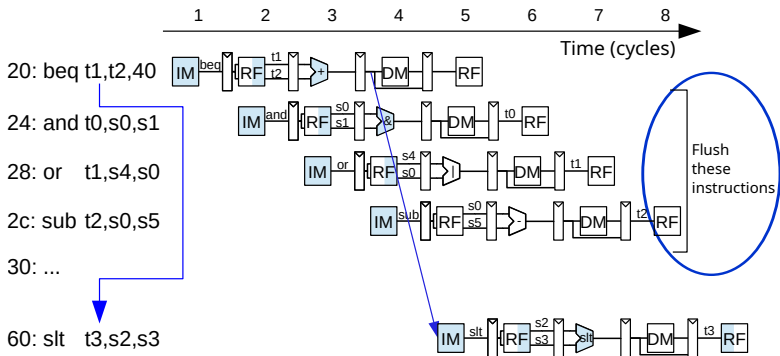 1 2 3 4 5 6 7 8
Time (cycles)
20: beq t1,t2,40 IM beq RF t1 t2 + DM RF
24: and t0,s0,s1 IM and RF s0 s1 & DM t0 RF
28: or t1,s4,s0 IM or RF s4 s0 | DM t1 RF
2c: sub t2,s0,s5 IM sub RF s0 s5 - DM t2 RF
30: ...
60: slt t3,s2,s3 IM slt RF s2 s3 slt DM t3 RF
Flush
these
instructions